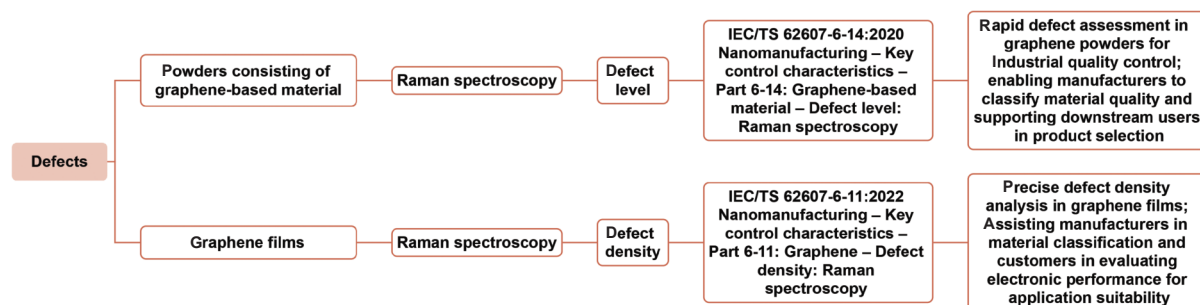 Defects
Powders consisting of
graphene-based material
Raman spectroscopy
Defect
level
IEC/TS 62607-6-14:2020
Nanomanufacturing – Key
control characteristics –
Part 6-14: Graphene-based
material – Defect level:
Raman spectroscopy
Rapid defect assessment in
graphene powders for
Industrial quality control;
enabling manufacturers to
classify material quality and
supporting downstream users
in product selection
Graphene films
Raman spectroscopy
Defect
density
IEC/TS 62607-6-11:2022
Nanomanufacturing – Key
control characteristics –
Part 6-11: Graphene – Defect
density: Raman
spectroscopy
Precise defect density
analysis in graphene films;
Assisting manufacturers in
material classification and
customers in evaluating
electronic performance for
application suitability